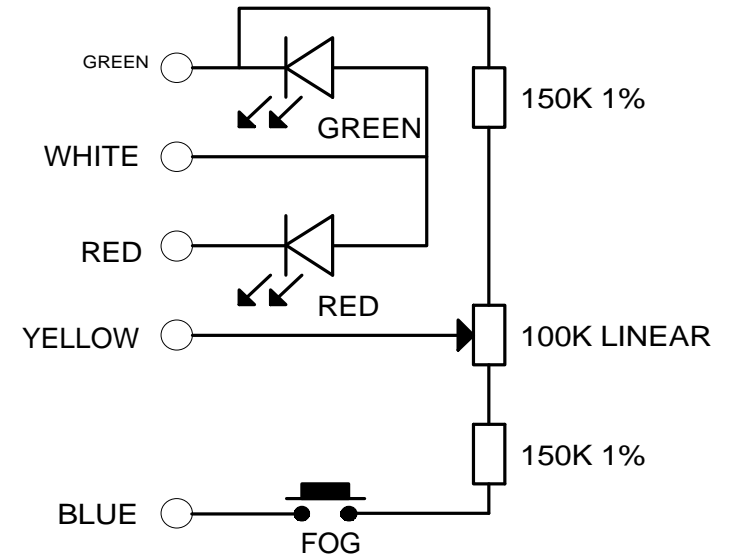 GREEN
150K 1%
GREEN
WHITE
RED
RED
YELLOW
100K LINEAR
150K 1%
BLUE
FOG